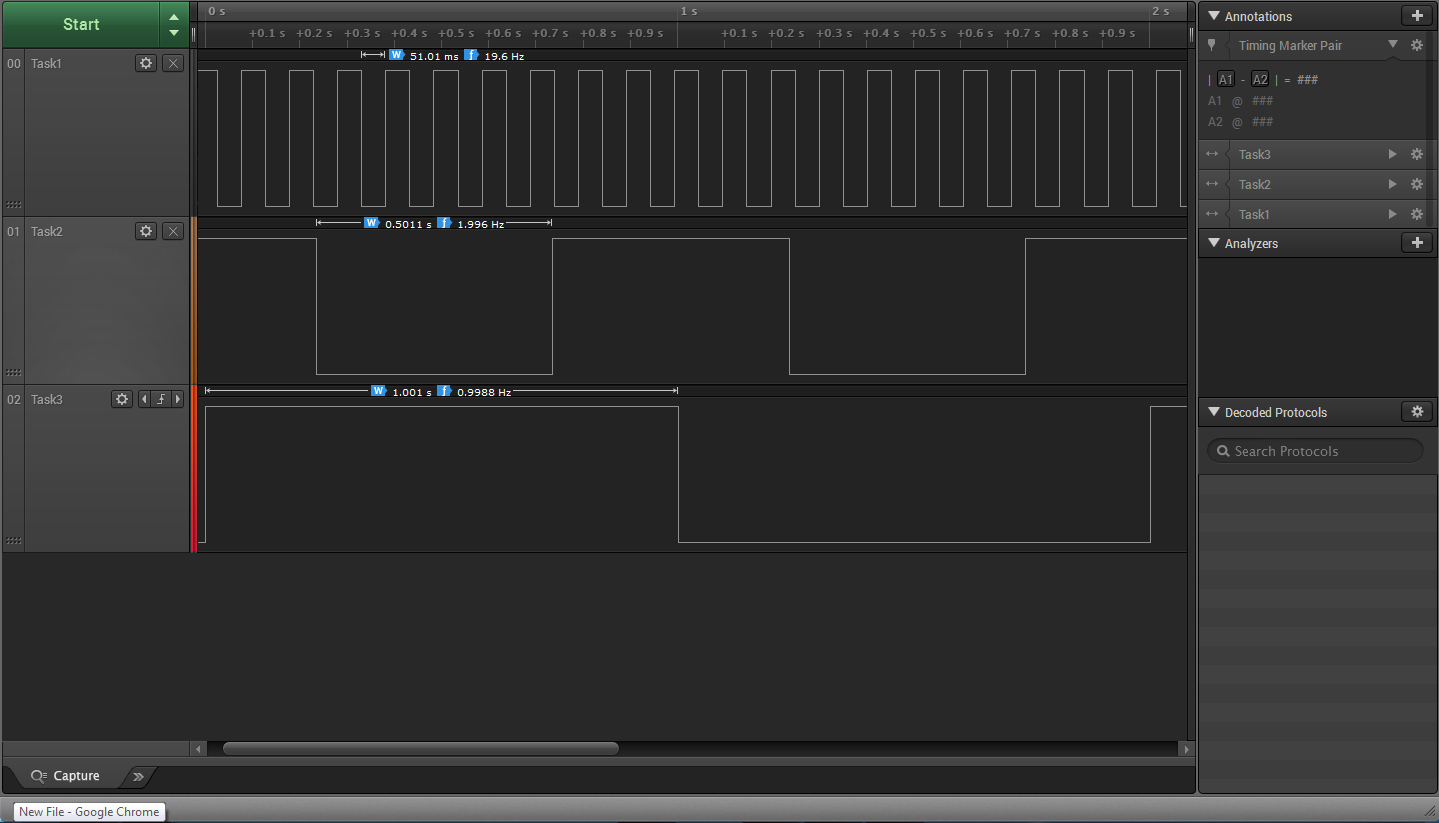 Start
0 s 1 s 2 s
+0.1 s +0.2 s +0.3 s +0.4 s +0.5 s +0.6 s +0.7 s +0.8 s +0.9 s +0.1 s +0.2 s +0.3 s +0.4 s +0.5 s +0.6 s +0.7 s +0.8 s +0.9 s
00 Task1
W 51.01 ms f 19.6 Hz
01 Task2
W 0.5011 s f 1.996 Hz
02 Task3
W 1.001 s f 0.9988 Hz
Capture
New File - Google Chrome
Annotations
Timing Marker Pair
| A1 - A2 | = ###
A1 @ ###
A2 @ ###
Task3
Task2
Task1
Analyzers
Decoded Protocols
Search Protocols